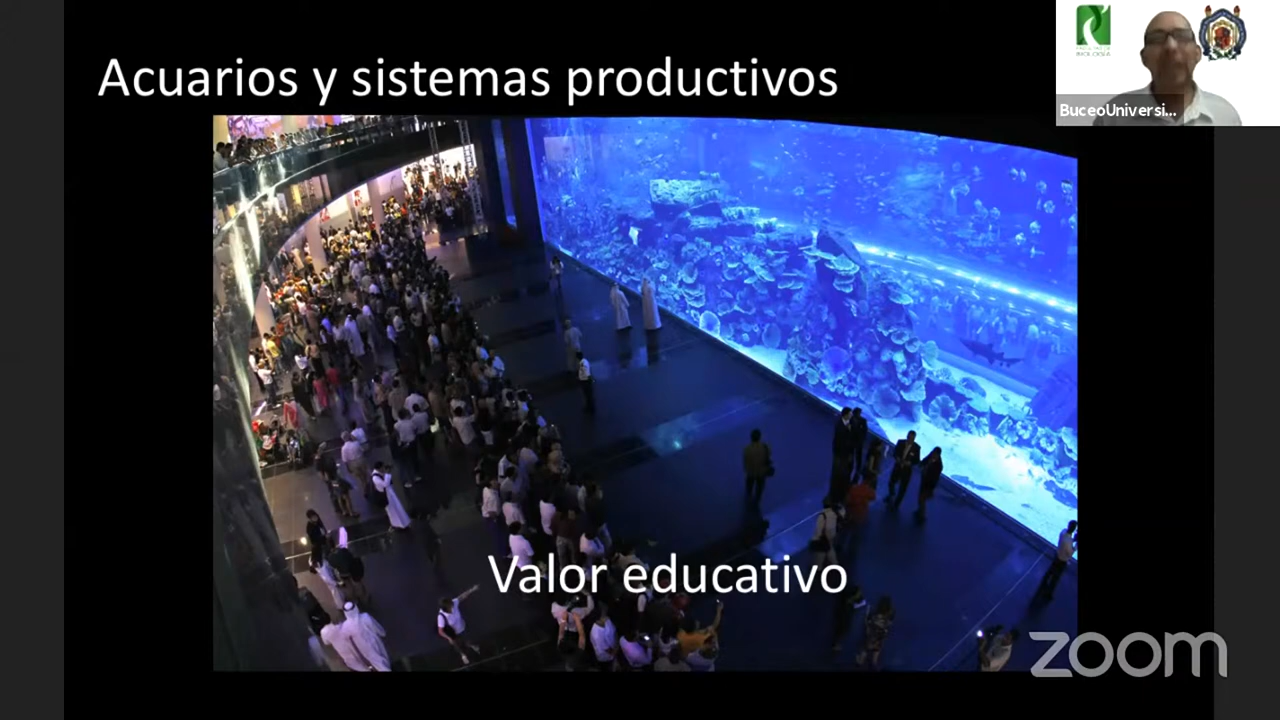 Acuarios y sistemas productivos
BuceoUniversi...
Valor educativo
zoom